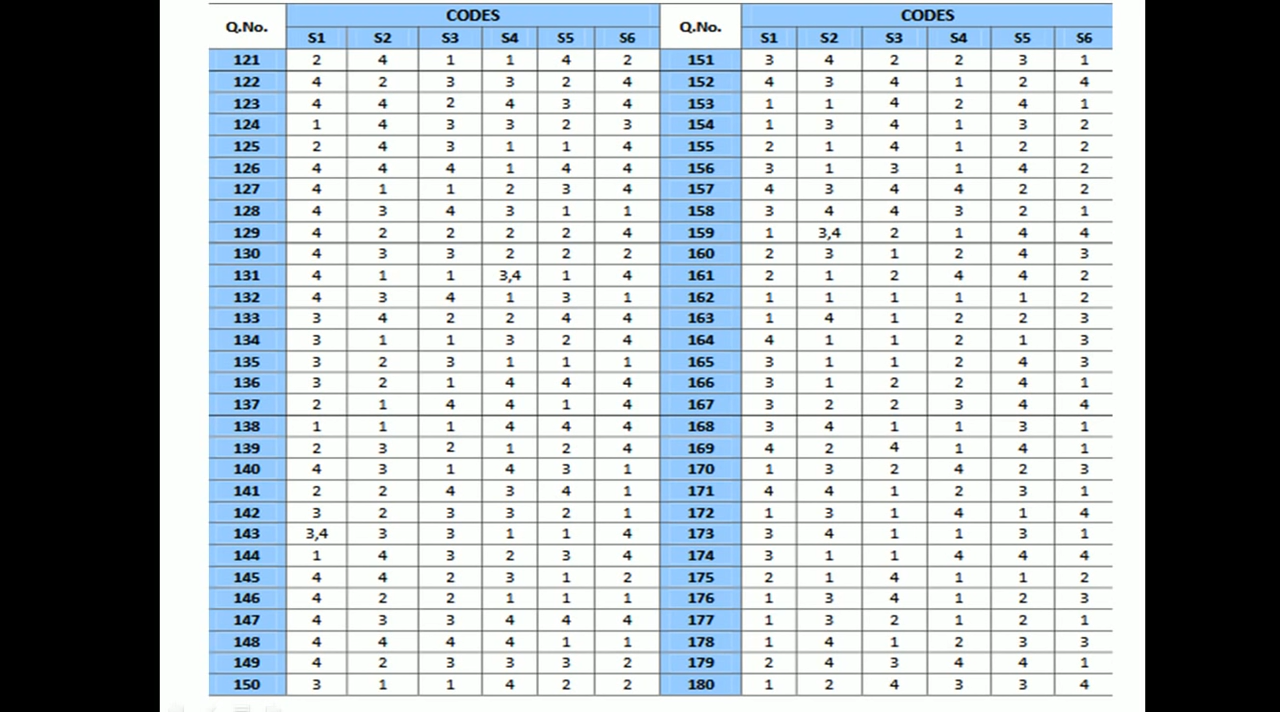 Q.No. CODES Q.No. CODES
S1 S2 S3 S4 S5 S6 S1 S2 S3 S4 S5 S6
121 2 4 1 1 4 2 151 3 4 2 2 3 1
122 4 2 3 3 2 4 152 4 3 4 1 2 4
123 4 4 2 4 3 4 153 1 1 4 2 4 1
124 1 4 3 3 2 3 154 1 3 4 1 3 2
125 2 4 3 1 1 4 155 2 1 4 1 2 2
126 4 4 4 1 4 4 156 3 1 3 1 4 2
127 4 1 1 2 3 4 157 4 3 4 4 2 2
128 4 3 4 3 1 1 158 3 4 4 3 2 1
129 4 2 2 2 2 4 159 1 3,4 2 1 4 4
130 4 3 3 2 2 2 160 2 3 1 2 4 3
131 4 1 1 3,4 1 4 161 2 1 2 4 4 2
132 4 3 4 1 3 1 162 1 1 1 1 1 2
133 3 4 2 2 4 4 163 1 4 1 2 2 3
134 3 1 1 3 2 4 164 4 1 1 2 1 3
135 3 2 3 1 1 1 165 3 1 1 2 4 3
136 3 2 1 4 4 4 166 3 1 2 2 4 1
137 2 1 4 4 1 4 167 3 2 2 3 4 4
138 1 1 1 4 4 4 168 3 4 1 1 3 1
139 2 3 2 1 2 4 169 4 2 4 1 4 1
140 4 3 1 4 3 1 170 1 3 2 4 2 3
141 2 2 4 3 4 1 171 4 4 1 2 3 1
142 3 2 3 3 2 1 172 1 3 1 4 1 4
143 3,4 3 3 1 1 4 173 3 4 1 1 3 1
144 1 4 3 2 3 4 174 3 1 1 4 4 4
145 4 4 2 3 1 2 175 2 1 4 1 1 2
146 4 2 2 1 1 1 176 1 3 4 1 2 3
147 4 3 3 4 4 4 177 1 3 2 1 2 1
148 4 4 4 4 1 1 178 1 4 1 2 3 3
149 4 2 3 3 3 2 179 2 4 3 4 4 1
150 3 1 1 4 2 2 180 1 2 4 3 3 4